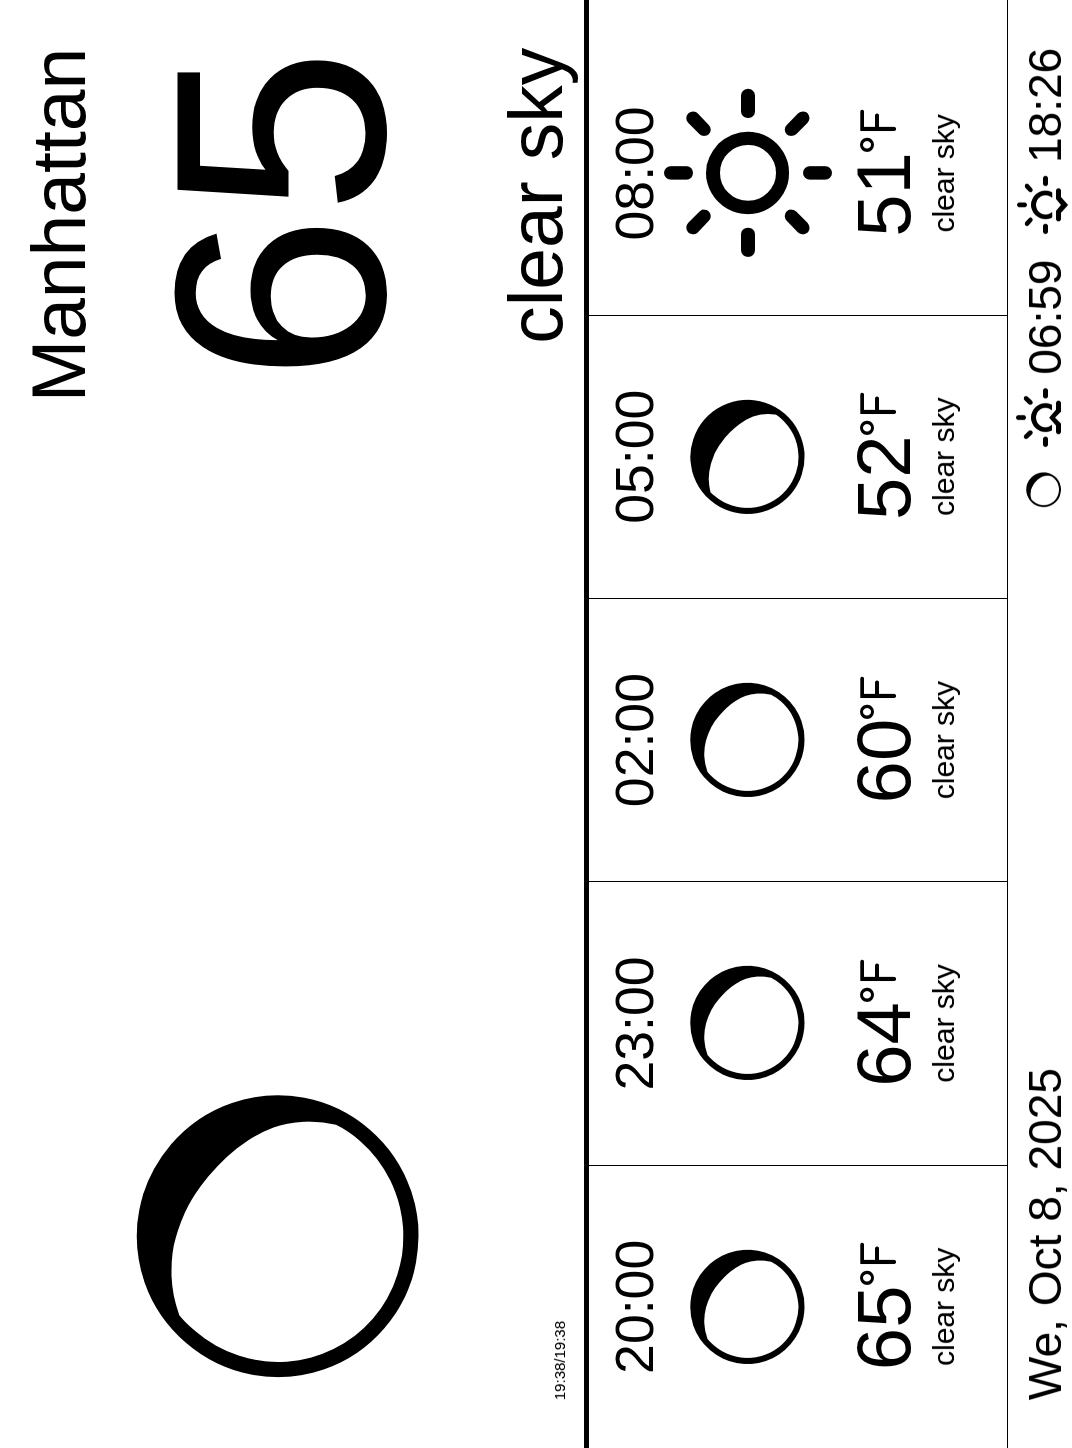 Manhattan
65
clear sky
19:38/19:38
20:00 23:00 02:00 05:00 08:00
65°F 64°F 60°F 52°F 51°F
clear sky clear sky clear sky clear sky clear sky
We, Oct 8, 2025 06:59 18:26